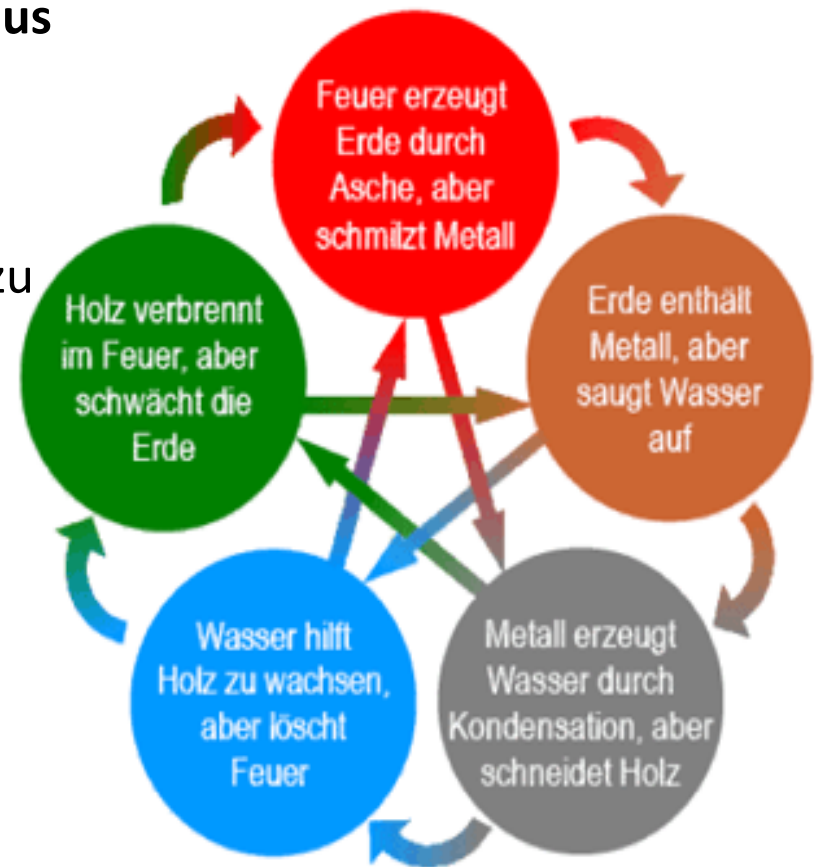 us
zu
Feuer erzeugt
Erde durch
Asche, aber
schmilzt Metall
Erde enthält
Metall, aber
saugt Wasser
auf
Metall erzeugt
Wasser durch
Kondensation, aber
schneidet Holz
Wasser hilft
Holz zu wachsen,
aber löscht
Feuer
Holz verbrennt
im Feuer, aber
schwächt die
Erde